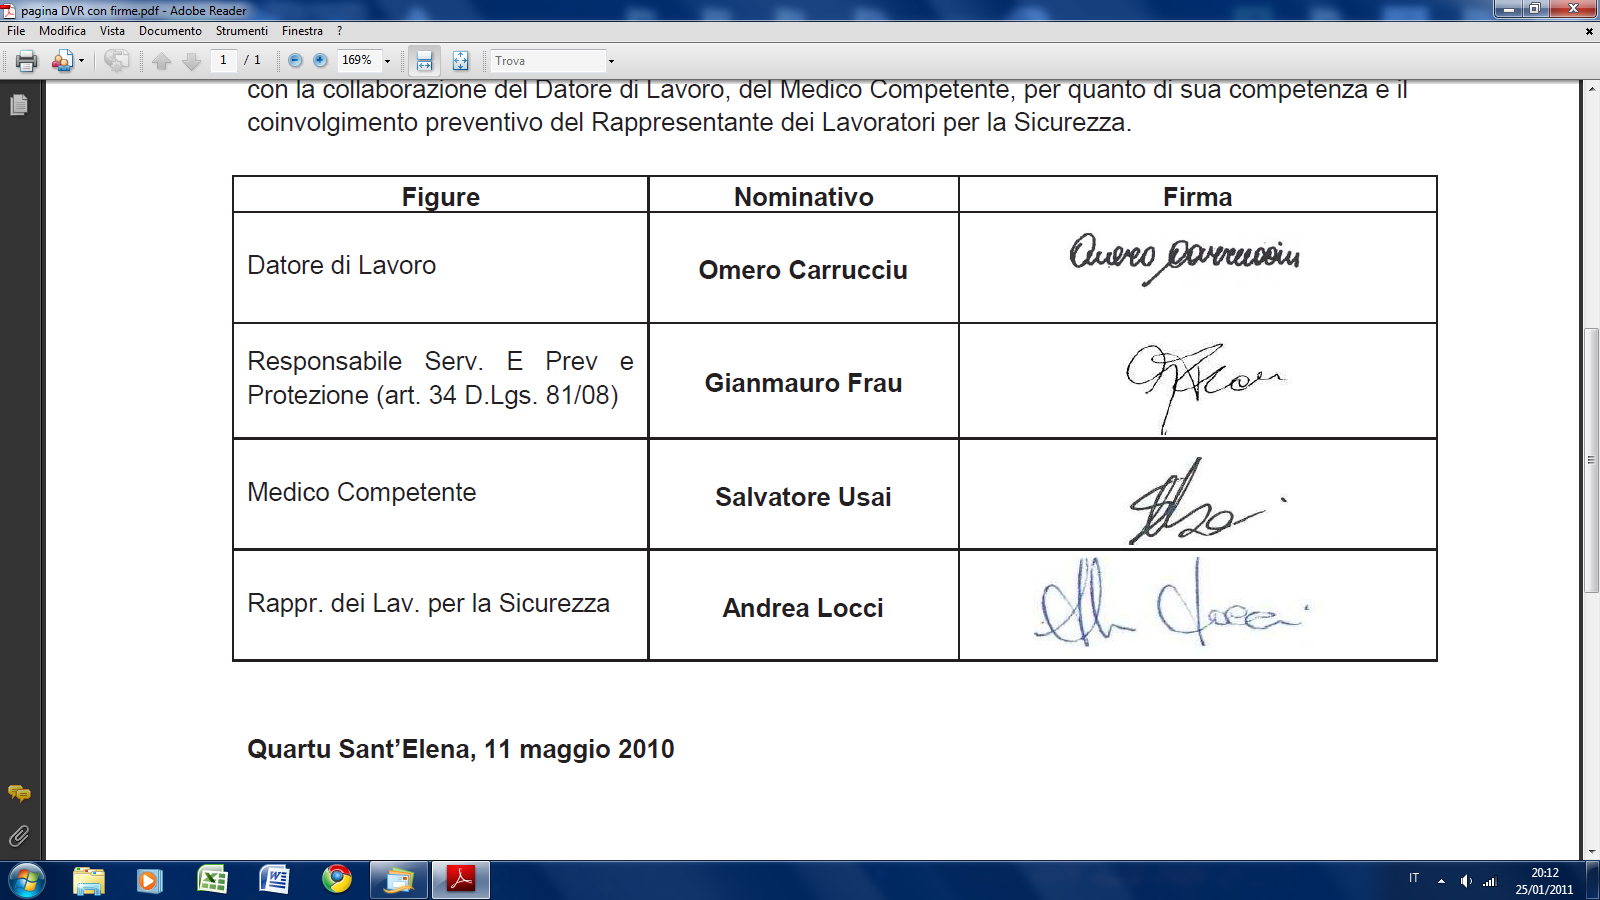 pagina DVR con firme.pdf - Adobe Reader
File Modifica Vista Documento Strumenti Finestra ?
1 / 1 169% Trova
con la collaborazione del Datore di Lavoro, del Medico Competente, per quanto di sua competenza e il
coinvolgimento preventivo del Rappresentante dei Lavoratori per la Sicurezza.
Figure Nominativo Firma
Datore di Lavoro Omero Carrucciu Omero Carrucciu
Responsabile Serv. E Prev e
Protezione (art. 34 D.Lgs. 81/08) Gianmauro Frau
Medico Competente Salvatore Usai
Rappr. dei Lav. per la Sicurezza Andrea Locci
Quartu Sant'Elena, 11 maggio 2010
IT 20:12
25/01/2011